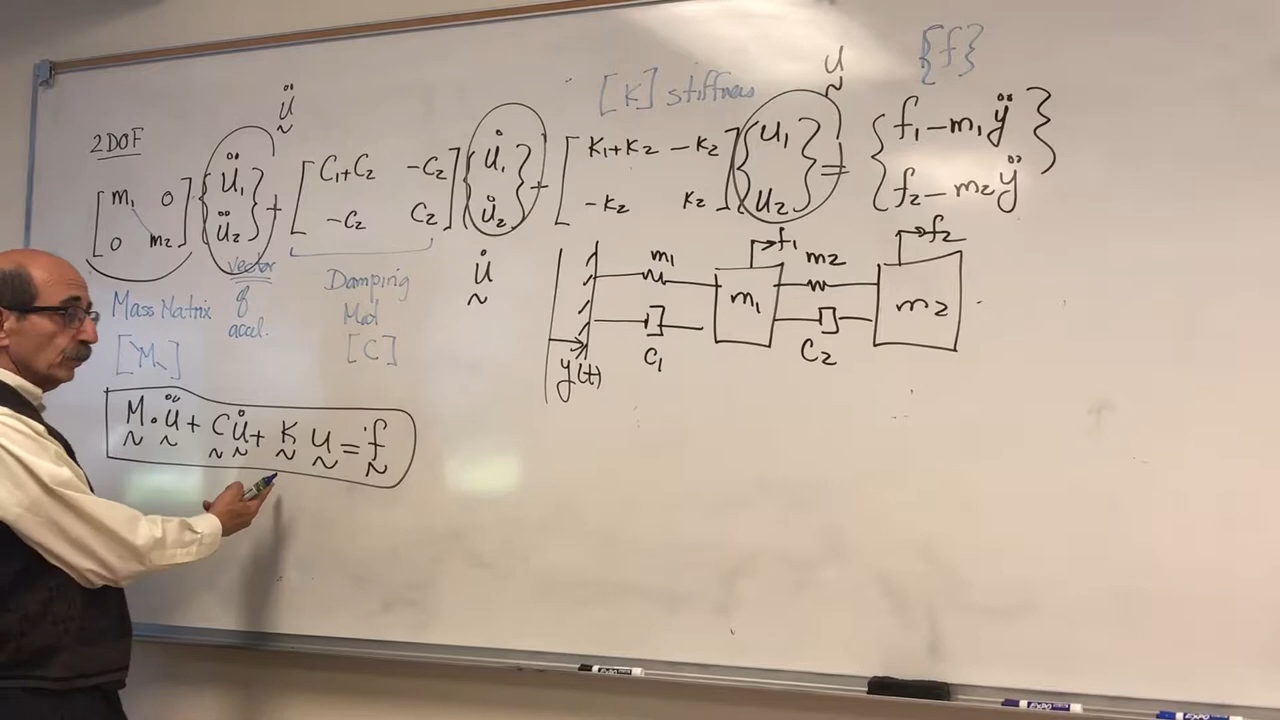 ü
[K] stiffness
u
{f}
2DOF
[m₁ 0; 0 m₂] {ü₁; ü₂} + [C₁+C₂ -C₂; -C₂ C₂] {u̇₁; u̇₂} + [K₁+K₂ -K₂; -K₂ K₂] {u₁; u₂} = {f₁-m₁ÿ; f₂-m₂ÿ}
Mass Matrix
[M]
vector
of
accel.
Damping
[C]
u̇
m₁
f₁
m₂
f₂
m₁
m₂
y(t)
C₁
C₂
M·ü + Cu̇ + K u = f
EXPO
EXPO
EXPO